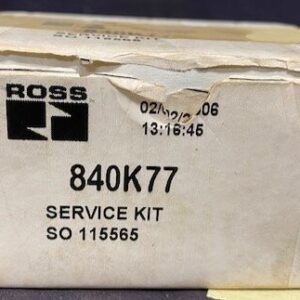 ROSS
13:16:45
840K77
SERVICE KIT
SO 115565